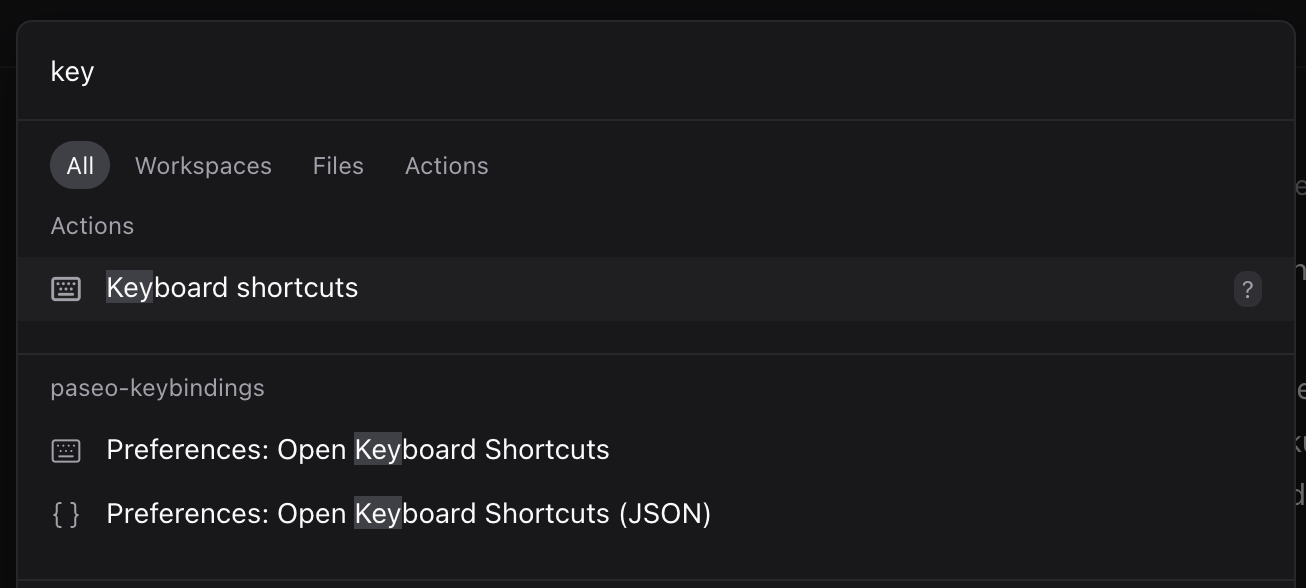 key
All Workspaces Files Actions
Actions
Keyboard shortcuts ?
paseo-keybindings
Preferences: Open Keyboard Shortcuts
{ } Preferences: Open Keyboard Shortcuts (JSON)